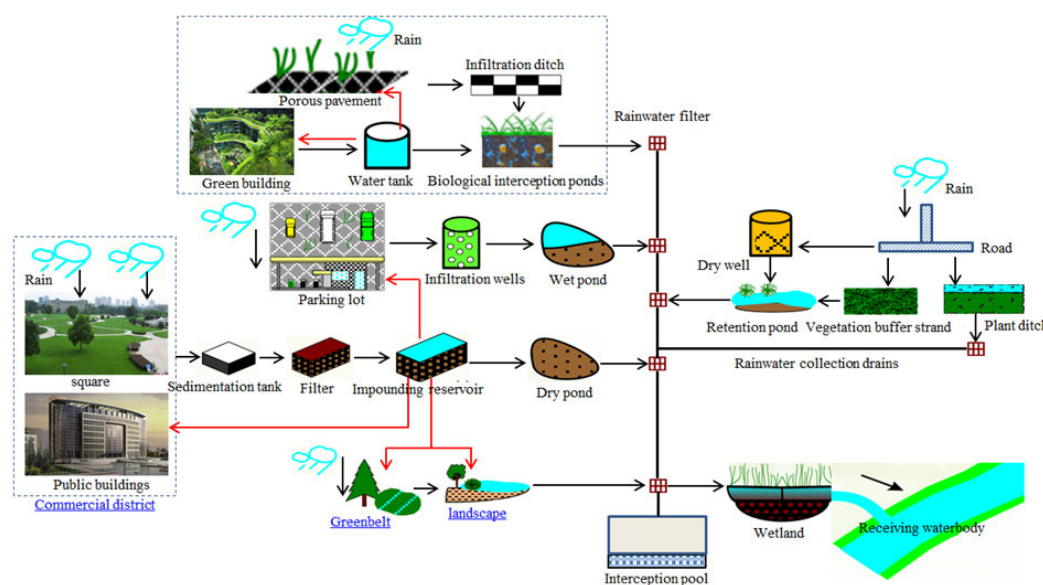 Rain
Infiltration ditch
Porous pavement
Rainwater filter
Green building
Water tank
Biological interception ponds
Rain
Road
Dry well
Rain
Parking lot
Infiltration wells
Wet pond
Retention pond
Vegetation buffer strand
Plant ditch
Rainwater collection drains
square
Sedimentation tank
Filter
Impounding reservoir
Dry pond
Public buildings
Commercial district
Greenbelt
landscape
Wetland
Receiving waterbody
Interception pool